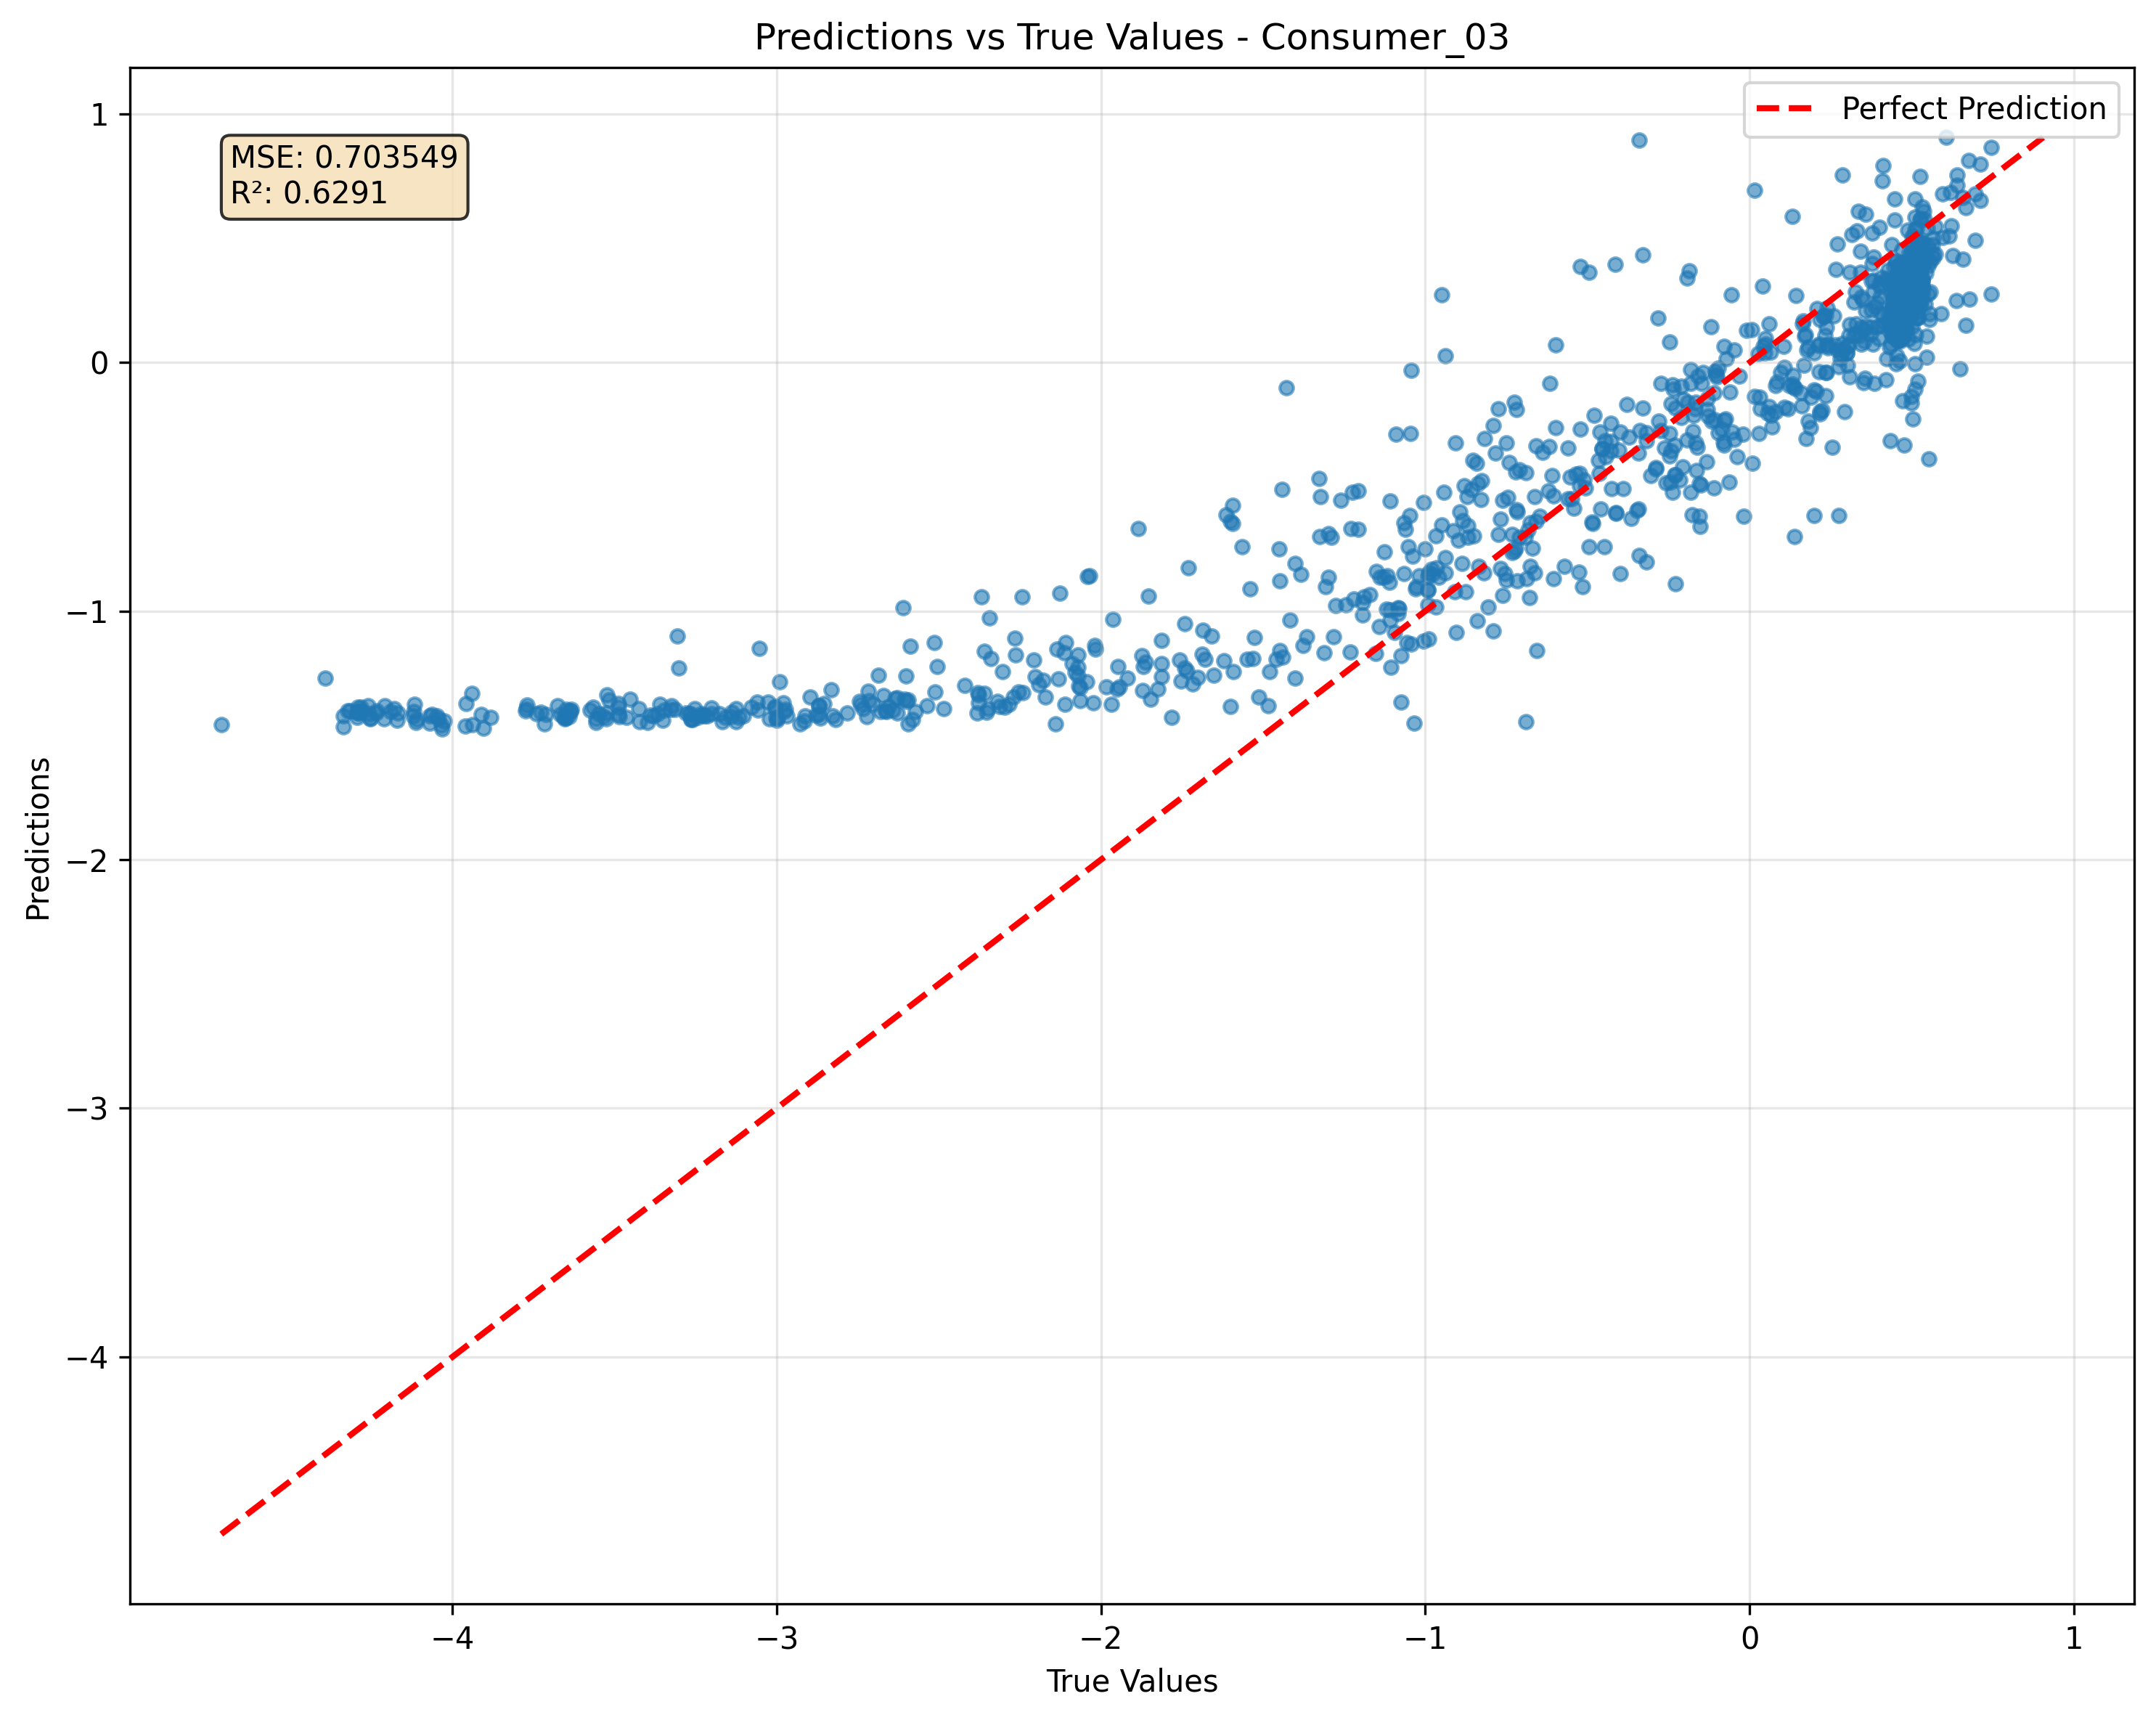 Predictions vs True Values - Consumer_03
Perfect Prediction
MSE: 0.703549
R²: 0.6291
1
0
−1
−2
−3
−4
Predictions
−4
−3
−2
−1
0
1
True Values